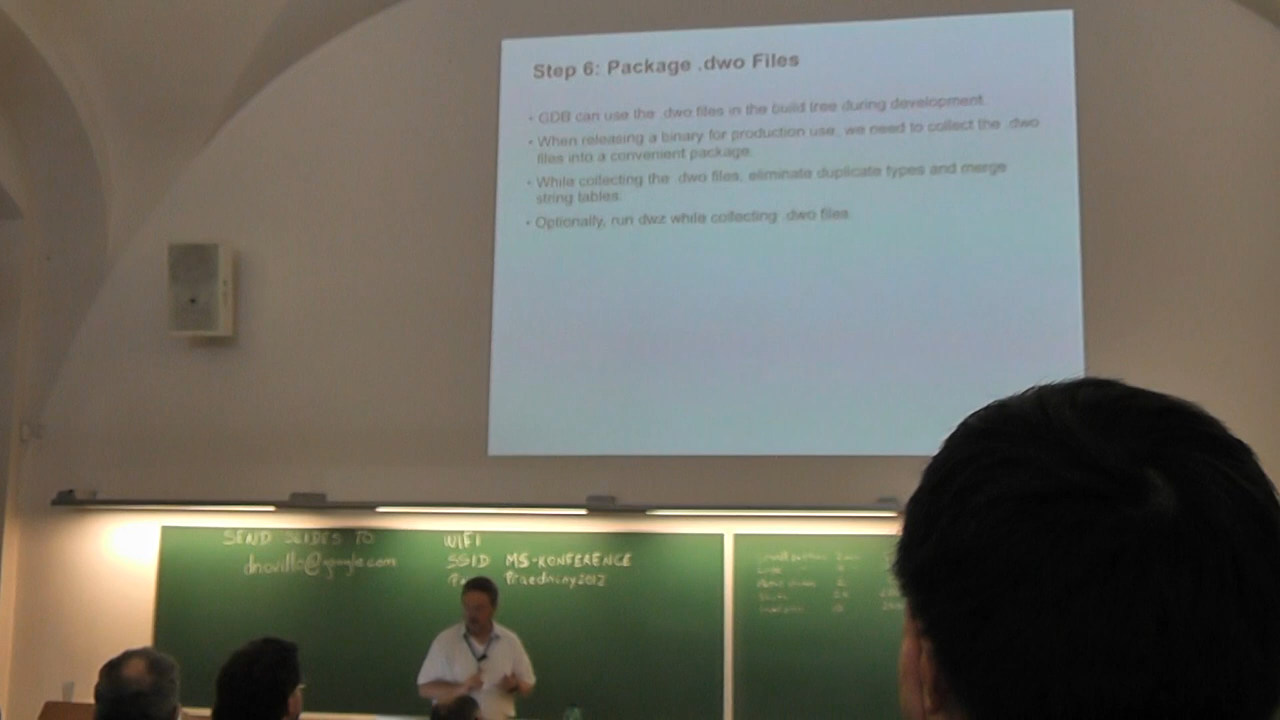 Step 6: Package .dwo Files
• GDB can use the .dwo files in the build tree during development.
• When releasing a binary for production use, we need to collect the .dwo
files into a convenient package.
• While collecting the .dwo files, eliminate duplicate types and merge
string tables.
• Optionally, run dwz while collecting .dwo files.
SEND SLIDES TO
dnovillo@google.com
WIFI
SSID MS-KONFERENCE